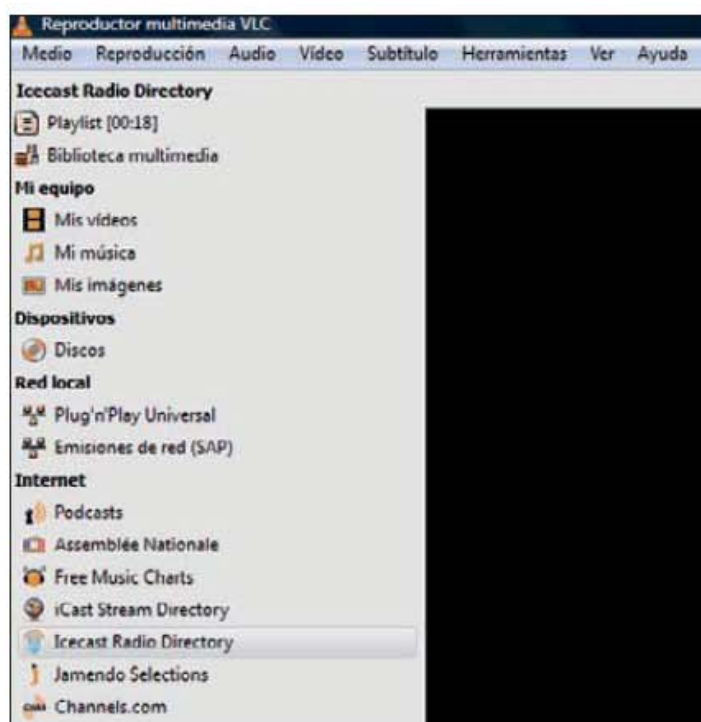 Reproductor multimedia VLC
Medio Reproducción Audio Vídeo Subtítulo Herramientas Ver Ayuda
Icecast Radio Directory
Playlist [00:18]
Biblioteca multimedia
Mi equipo
Mis vídeos
Mi música
Mis imágenes
Dispositivos
Discos
Red local
Plug'n'Play Universal
Emisiones de red (SAP)
Internet
Podcasts
Assemblée Nationale
Free Music Charts
iCast Stream Directory
Icecast Radio Directory
Jamendo Selections
Channels.com